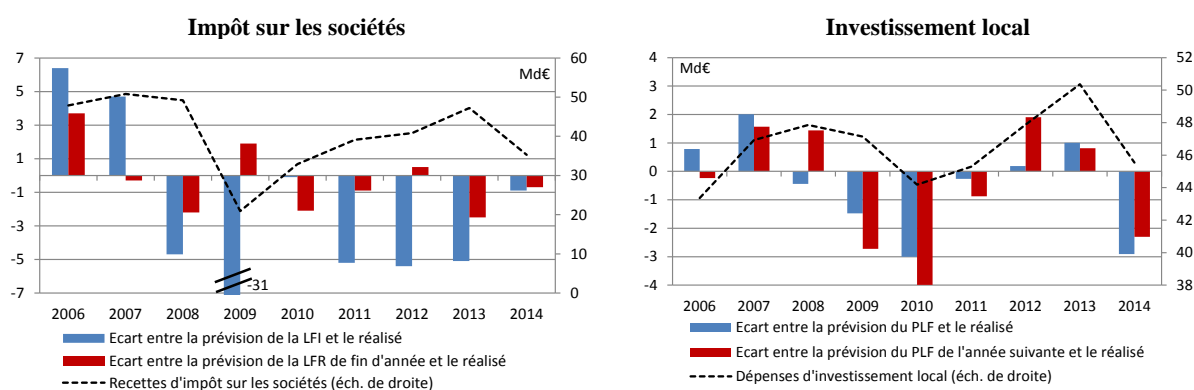 Impôt sur les sociétés
7
5
3
1
-1
-3
-5
-7
Md€
60
50
40
30
20
10
0
-31
2006 2007 2008 2009 2010 2011 2012 2013 2014
Ecart entre la prévision de la LFI et le réalisé
Ecart entre la prévision de la LFR de fin d'année et le réalisé
Recettes d'impôt sur les sociétés (éch. de droite)
Investissement local
4
3
2
1
0
-1
-2
-3
-4
Md€
52
50
48
46
44
42
40
38
2006 2007 2008 2009 2010 2011 2012 2013 2014
Ecart entre la prévision du PLF et le réalisé
Ecart entre la prévision du PLF de l'année suivante et le réalisé
Dépenses d'investissement local (éch. de droite)